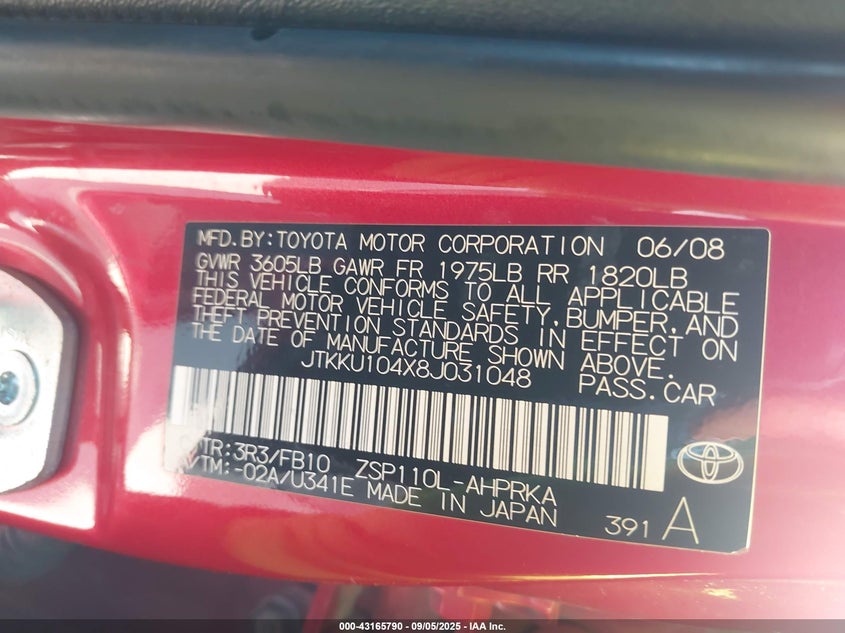 MFD.BY:TOYOTA MOTOR CORPORATION 06/08
GVWR 3605LB GAWR FR 1975LB RR 1820LB
THIS VEHICLE CONFORMS TO ALL APPLICABLE
FEDERAL MOTOR VEHICLE SAFETY,BUMPER,AND
THEFT PREVENTION STANDARDS IN EFFECT ON
THE DATE OF MANUFACTURE SHOWN ABOVE.
JTKKU104X8J031048 PASS.CAR
C/TR:3R3/FB10 ZSP110L-AHPRKA
A/TM:-02A/U341E MADE IN JAPAN
391 A
000-43165790 - 09/05/2025 - IAA Inc.